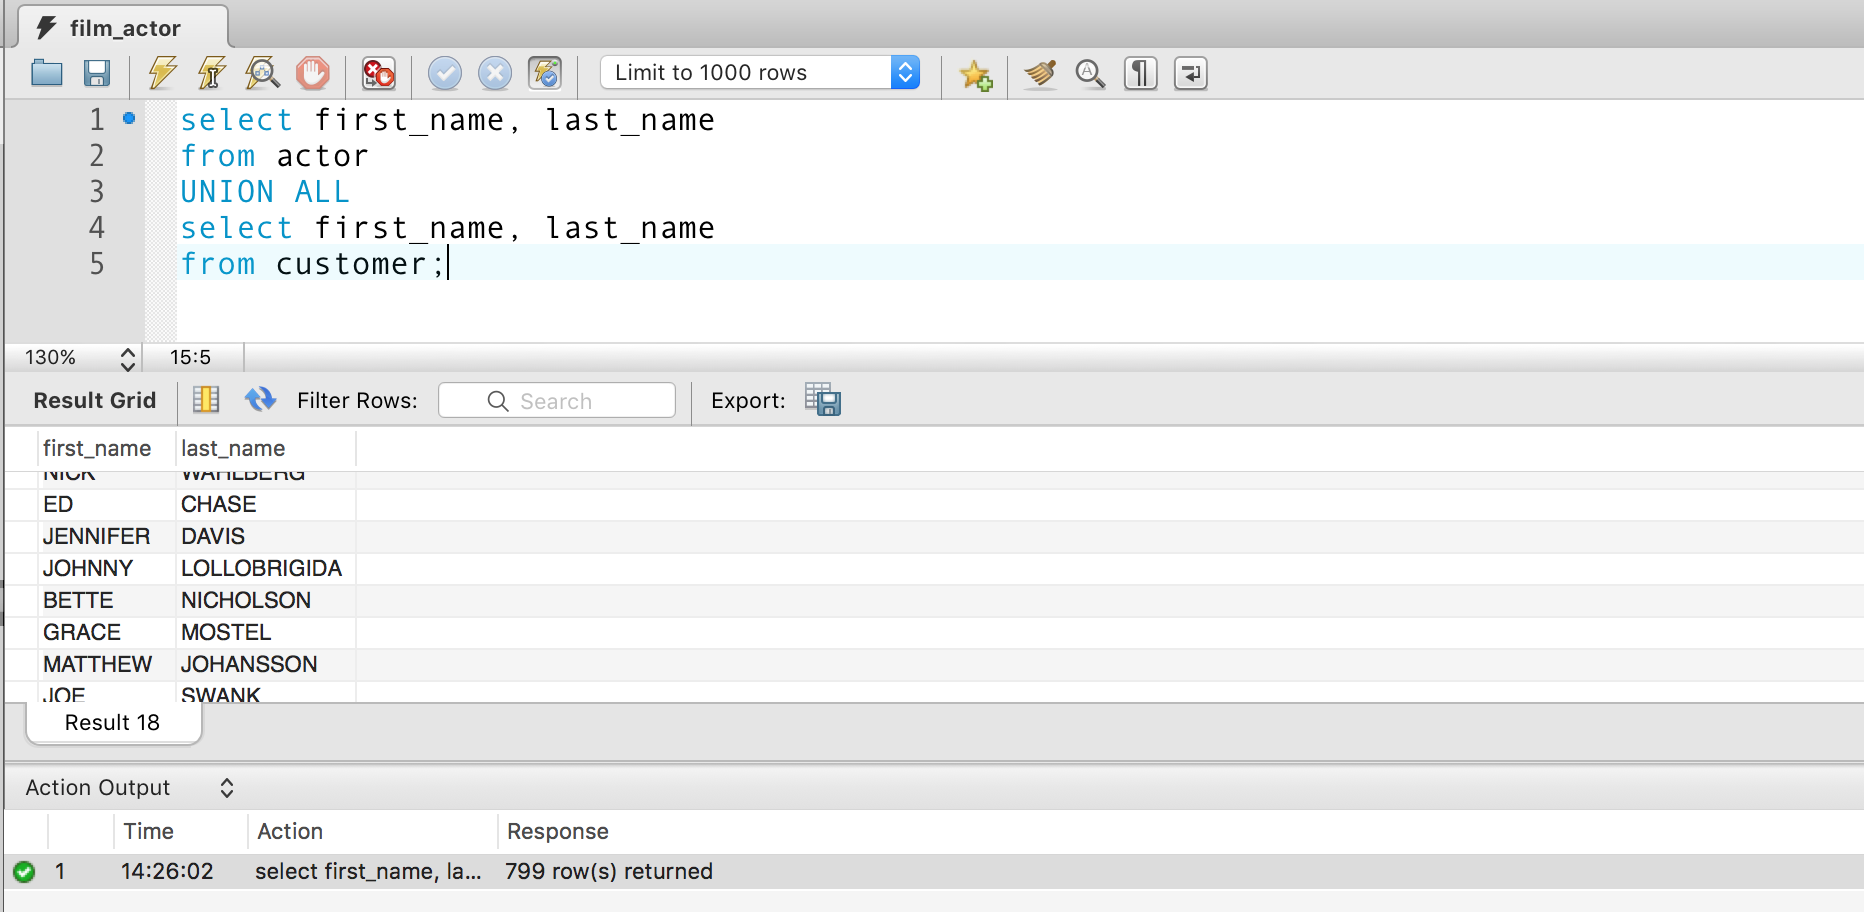 film_actor
Limit to 1000 rows
1 select first_name, last_name
2 from actor
3 UNION ALL
4 select first_name, last_name
5 from customer;
130% 15:5
Result Grid Filter Rows: Search Export:
first_name last_name
NICK WAHLBERG
ED CHASE
JENNIFER DAVIS
JOHNNY LOLLOBRIGIDA
BETTE NICHOLSON
GRACE MOSTEL
MATTHEW JOHANSSON
JOE SWANK
Result 18
Action Output
Time Action Response
1 14:26:02 select first_name, la... 799 row(s) returned